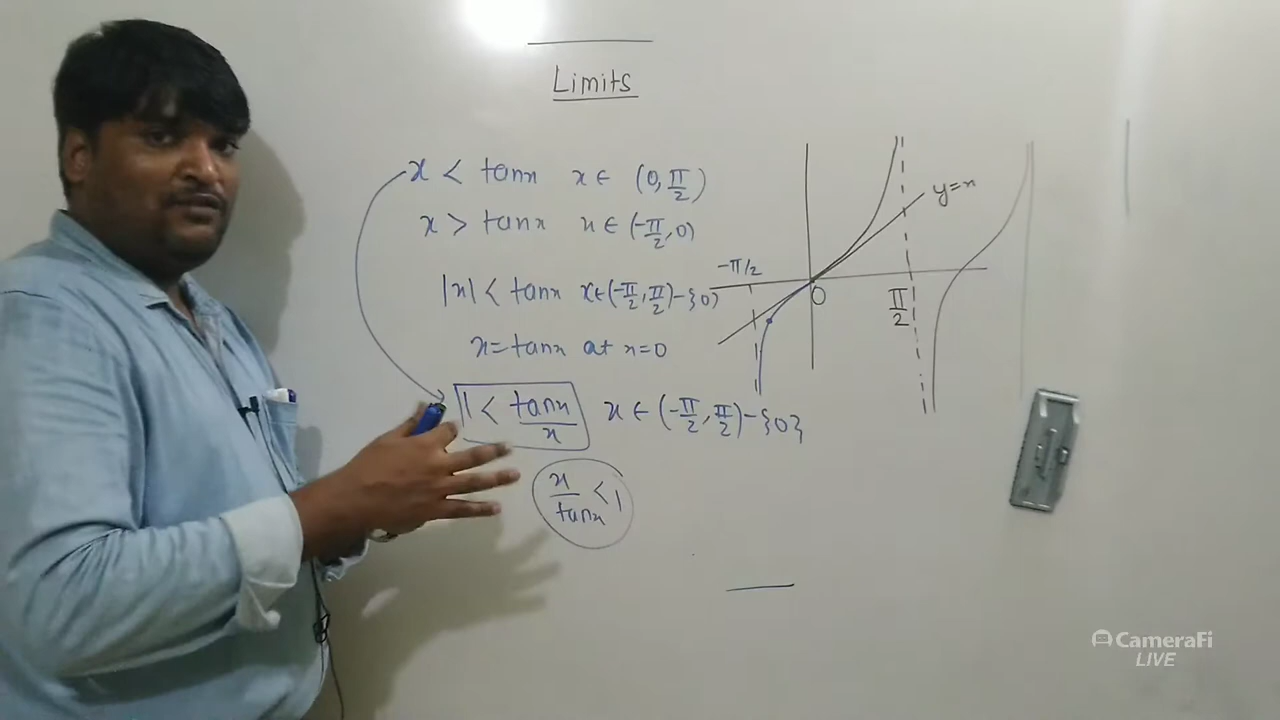 Limits
x < tanx x ∈ (0, π/2)
x > tanx x ∈ (-π/2, 0)
|x| < tanx x∈(-π/2, π/2)-{0}
x=tanx at x=0
1 < tanx/x x ∈ (-π/2, π/2)-{0}
x/tanx < 1
y=x
-π/2
0
π/2
CameraFi
LIVE